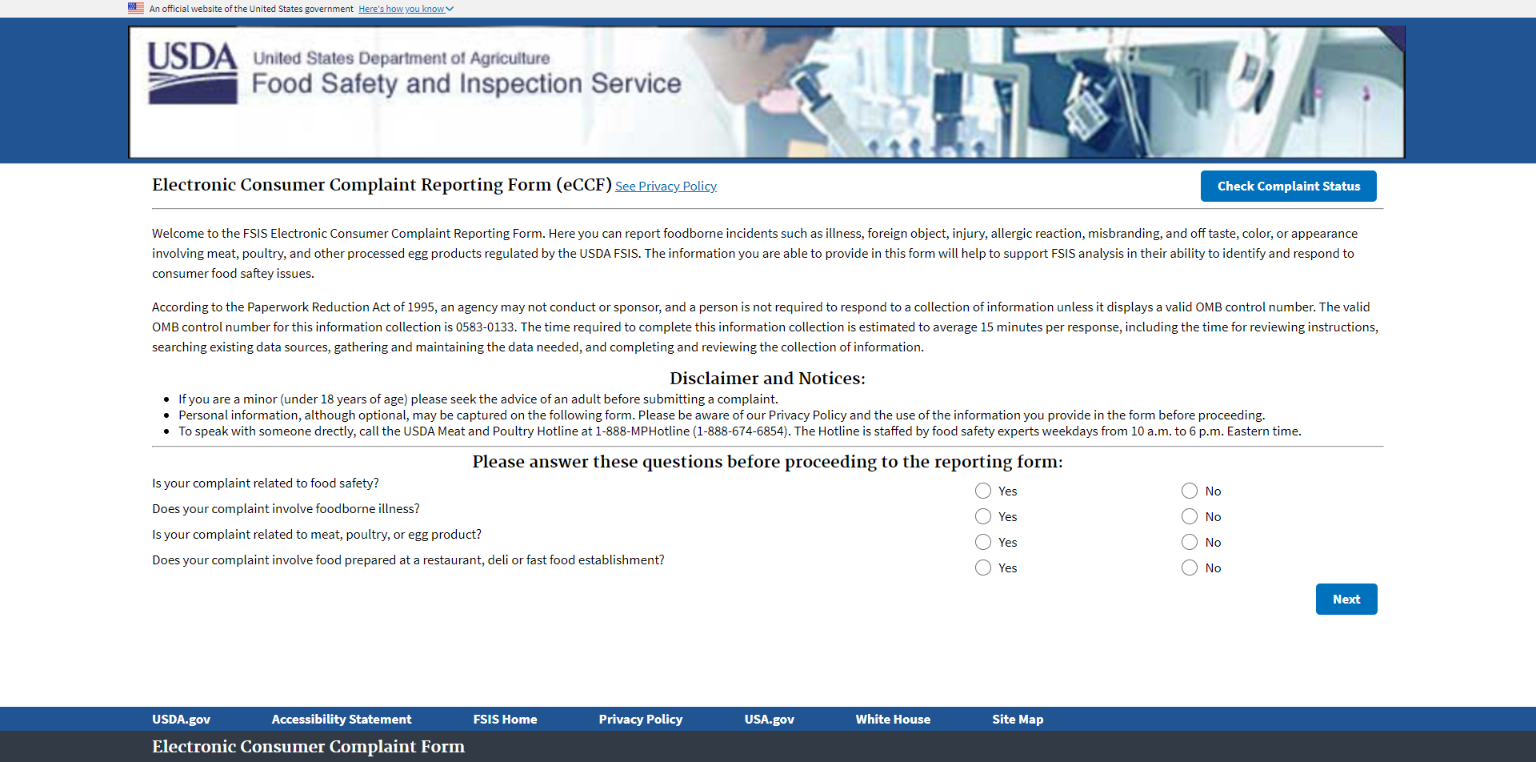 An official website of the United States government Here's how you know
USDA United States Department of Agriculture
Food Safety and Inspection Service
Electronic Consumer Complaint Reporting Form (eCCF) See Privacy Policy
Check Complaint Status
Welcome to the FSIS Electronic Consumer Complaint Reporting Form. Here you can report foodborne incidents such as illness, foreign object, injury, allergic reaction, misbranding, and off taste, color, or appearance
involving meat, poultry, and other processed egg products regulated by the USDA FSIS. The information you are able to provide in this form will help to support FSIS analysis in their ability to identify and respond to
consumer food saftey issues.
According to the Paperwork Reduction Act of 1995, an agency may not conduct or sponsor, and a person is not required to respond to a collection of information unless it displays a valid OMB control number. The valid
OMB control number for this information collection is 0583-0133. The time required to complete this information collection is estimated to average 15 minutes per response, including the time for reviewing instructions,
searching existing data sources, gathering and maintaining the data needed, and completing and reviewing the collection of information.
Disclaimer and Notices:
• If you are a minor (under 18 years of age) please seek the advice of an adult before submitting a complaint.
• Personal information, although optional, may be captured on the following form. Please be aware of our Privacy Policy and the use of the information you provide in the form before proceeding.
• To speak with someone drectly, call the USDA Meat and Poultry Hotline at 1-888-MPHotline (1-888-674-6854). The Hotline is staffed by food safety experts weekdays from 10 a.m. to 6 p.m. Eastern time.
Please answer these questions before proceeding to the reporting form:
Is your complaint related to food safety? Yes No
Does your complaint involve foodborne illness? Yes No
Is your complaint related to meat, poultry, or egg product? Yes No
Does your complaint involve food prepared at a restaurant, deli or fast food establishment? Yes No
Next
USDA.gov Accessibility Statement FSIS Home Privacy Policy USA.gov White House Site Map
Electronic Consumer Complaint Form